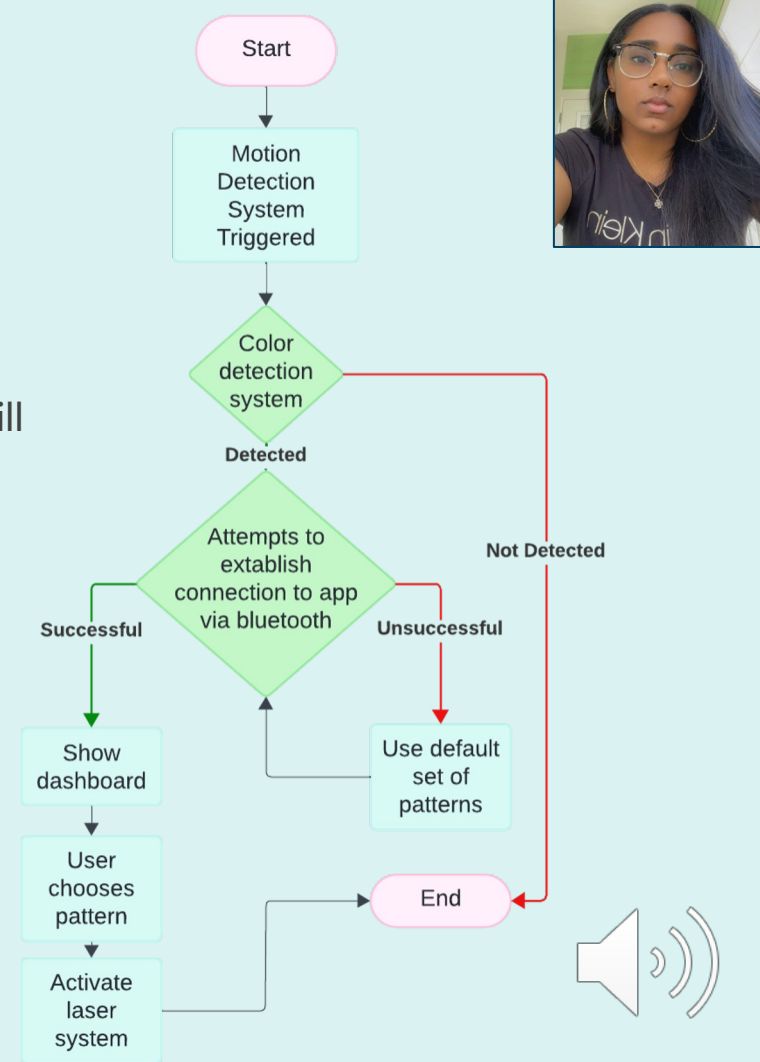 Start
Motion
Detection
System
Triggered
Color
detection
system
ill
Detected
Attempts to
extablish
connection to app
via bluetooth
Not Detected
Successful
Unsuccessful
Show
dashboard
Use default
set of
patterns
User
chooses
pattern
End
Activate
laser
system